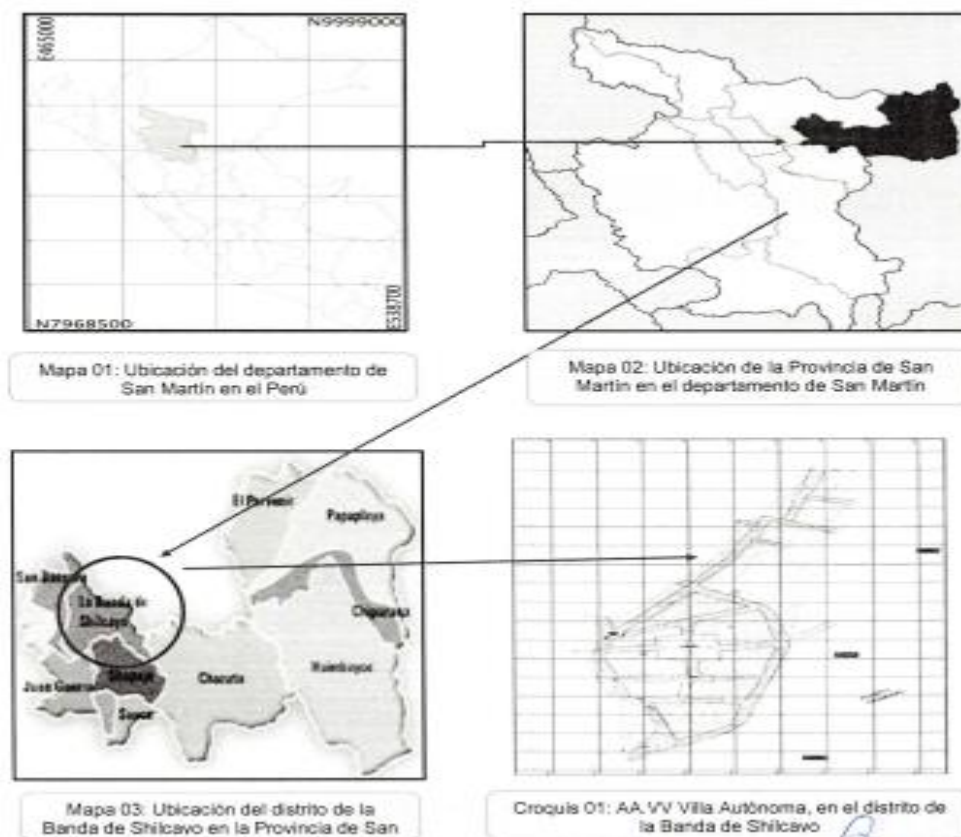 E465000
N9999000
N7968500
E538700
Mapa 01: Ubicación del departamento de
San Martín en el Perú
Mapa 02: Ubicación de la Provincia de San
Martín en el departamento de San Martín
El Porvenir
Papaplaya
La Banda de
Shilcayo
Chipurana
Shapaja
Chazuta
Huimbayoc
Juan Guerra
Sauce
Mapa 03: Ubicación del distrito de la
Banda de Shilcayo en la Provincia de San
Croquis 01: AA.VV Villa Autónoma, en el distrito de
la Banda de Shilcayo